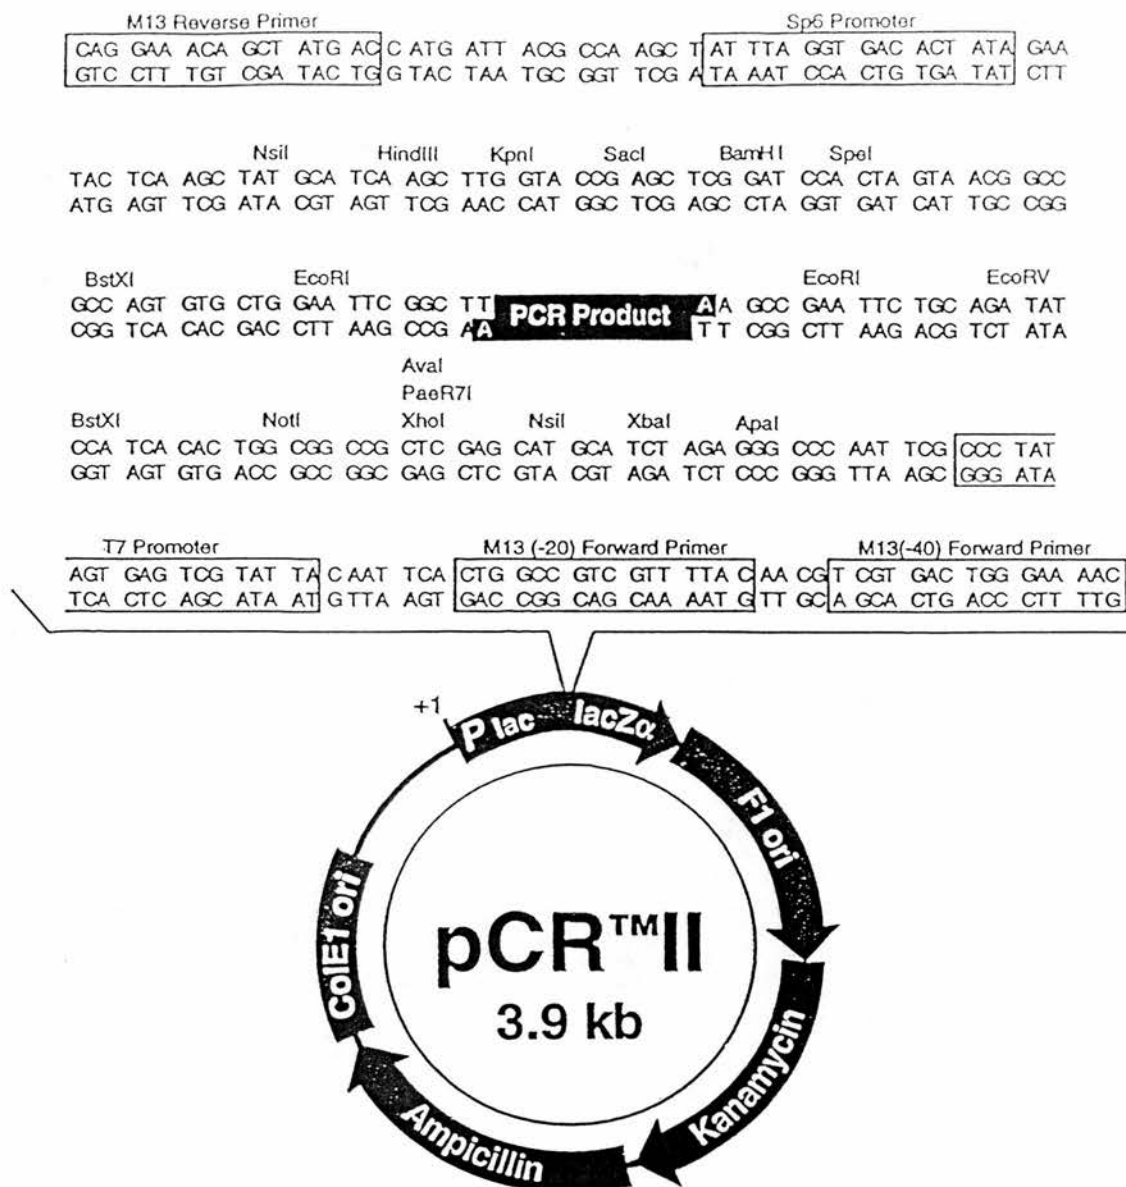 M13 Reverse Primer Sp6 Promoter
CAG GAA ACA GCT ATG AC C ATG ATT ACG CCA AGC T AT TTA GGT GAC ACT ATA GAA
GTC CTT TGT CGA TAC TG G TAC TAA TGC GGT TCG A TA AAT CCA CTG TGA TAT CTT
NsiI HindIII KpnI SacI BamHI SpeI
TAC TCA AGC TAT GCA TCA AGC TTG GTA CCG AGC TCG GAT CCA CTA GTA ACG GCC
ATG AGT TCG ATA CGT AGT TCG AAC CAT GGC TCG AGC CTA GGT GAT CAT TGC CGG
BstXI EcoRI EcoRI EcoRV
GCC AGT GTG CTG GAA TTC GGC TT PCR Product A A GCC GAA TTC TGC AGA TAT
CGG TCA CAC GAC CTT AAG CCG A A T T CGG CTT AAG ACG TCT ATA
AvaI
PaeR7I
BstXI NotI XhoI NsiI XbaI ApaI
CCA TCA CAC TGG CGG CCG CTC GAG CAT GCA TCT AGA GGG CCC AAT TCG CCC TAT
GGT AGT GTG ACC GCC GGC GAG CTC GTA CGT AGA TCT CCC GGG TTA AGC GGG ATA
T7 Promoter M13 (-20) Forward Primer M13(-40) Forward Primer
AGT GAG TCG TAT TA C AAT TCA CTG GCC GTC GTT TTA C AA CG T CGT GAC TGG GAA AAC
TCA CTC AGC ATA AT G TTA AGT GAC CGG CAG CAA AAT G TT GC A GCA CTG ACC CTT TTG
+1
P lac lacZα
F1 ori
Kanamycin
Ampicillin
ColE1 ori
pCR™II
3.9 kb